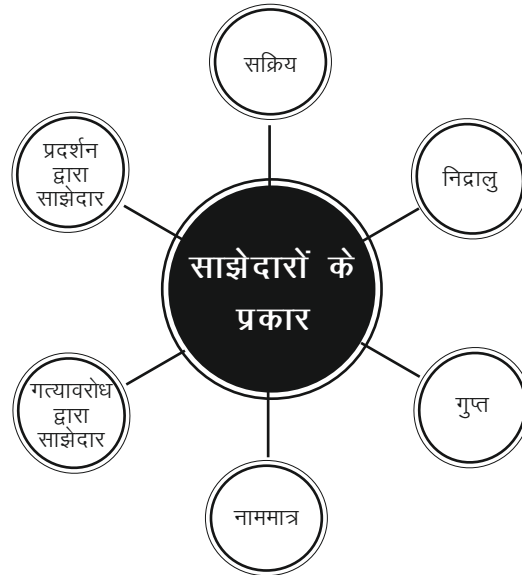 साझेदारों के
प्रकार
सक्रिय
निद्रालु
गुप्त
नाममात्र
गत्यावरोध
द्वारा
साझेदार
प्रदर्शन
द्वारा
साझेदार